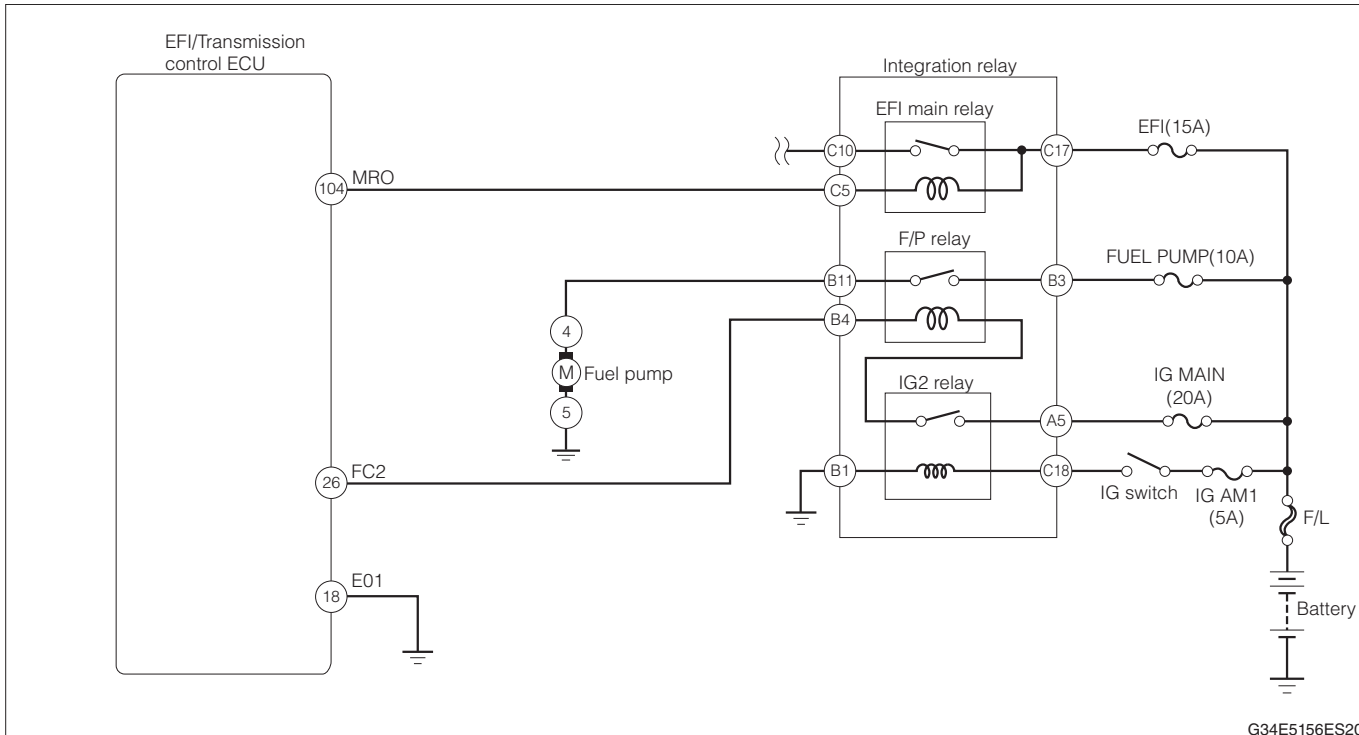 EFI/Transmission
control ECU
Integration relay
EFI main relay
EFI(15A)
C10
C17
104
MRO
C5
F/P relay
FUEL PUMP(10A)
B11
B3
B4
4
M
Fuel pump
IG2 relay
IG MAIN
(20A)
5
A5
B1
C18
26
FC2
IG switch
IG AM1
(5A)
F/L
18
E01
Battery
G34E5156ES20